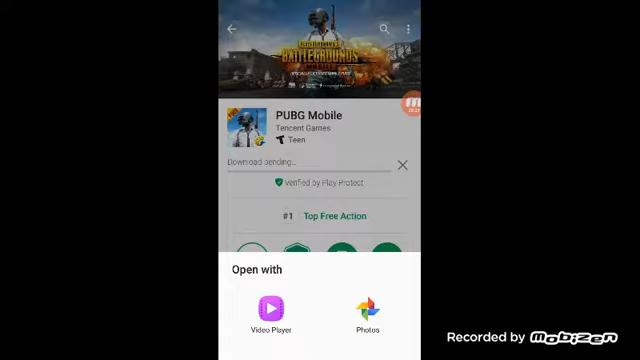 BATTLEGROUNDS
PUBG Mobile
Tencent Games
T Teen
Download pending...
Verified by Play Protect
#1 Top Free Action
Open with
Video Player
Photos
Recorded by mobizen